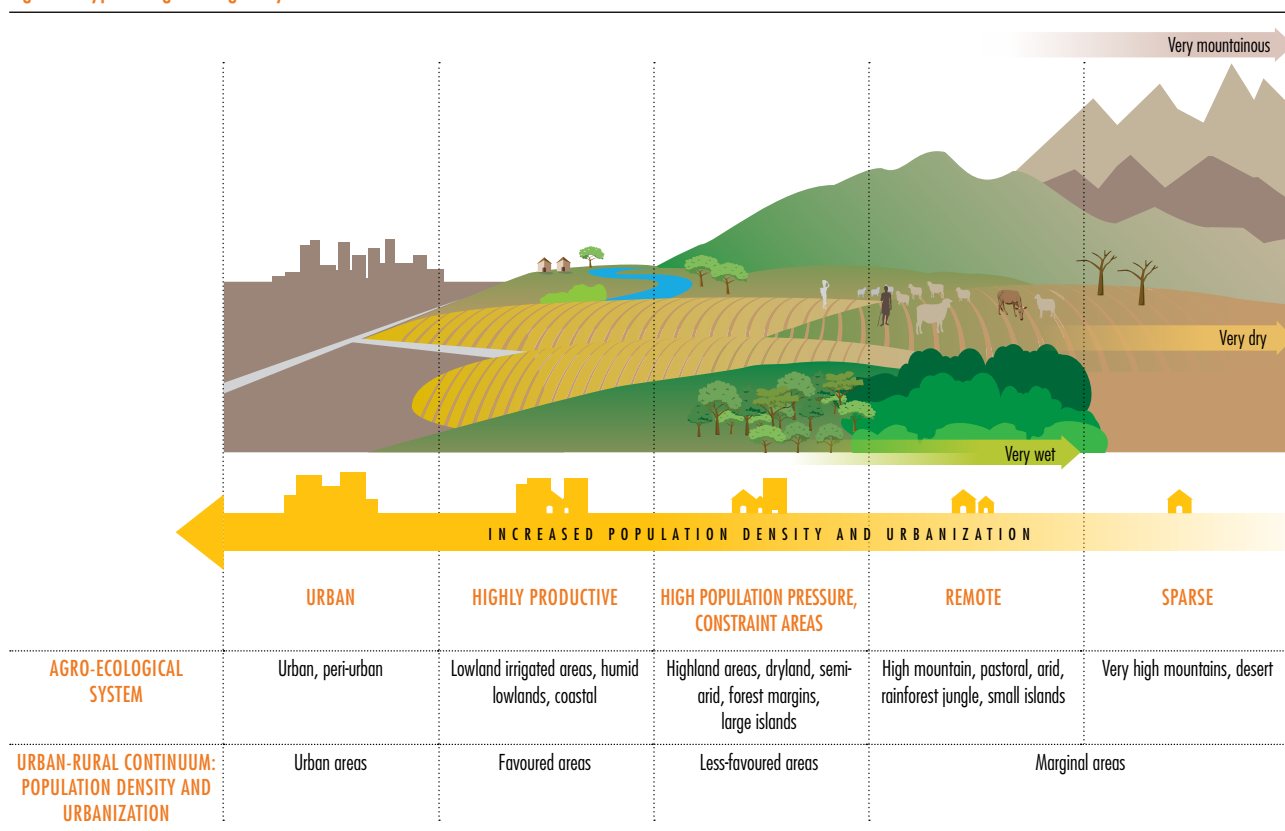 Very mountainous
Very dry
Very wet
INCREASED POPULATION DENSITY AND URBANIZATION
URBAN
HIGHLY PRODUCTIVE
HIGH POPULATION PRESSURE,
CONSTRAINT AREAS
REMOTE
SPARSE
AGRO-ECOLOGICAL
SYSTEM
Urban, peri-urban
Lowland irrigated areas, humid
lowlands, coastal
Highland areas, dryland, semi-
arid, forest margins,
large islands
High mountain, pastoral, arid,
rainforest jungle, small islands
Very high mountains, desert
URBAN-RURAL CONTINUUM:
POPULATION DENSITY AND
URBANIZATION
Urban areas
Favoured areas
Less-favoured areas
Marginal areas